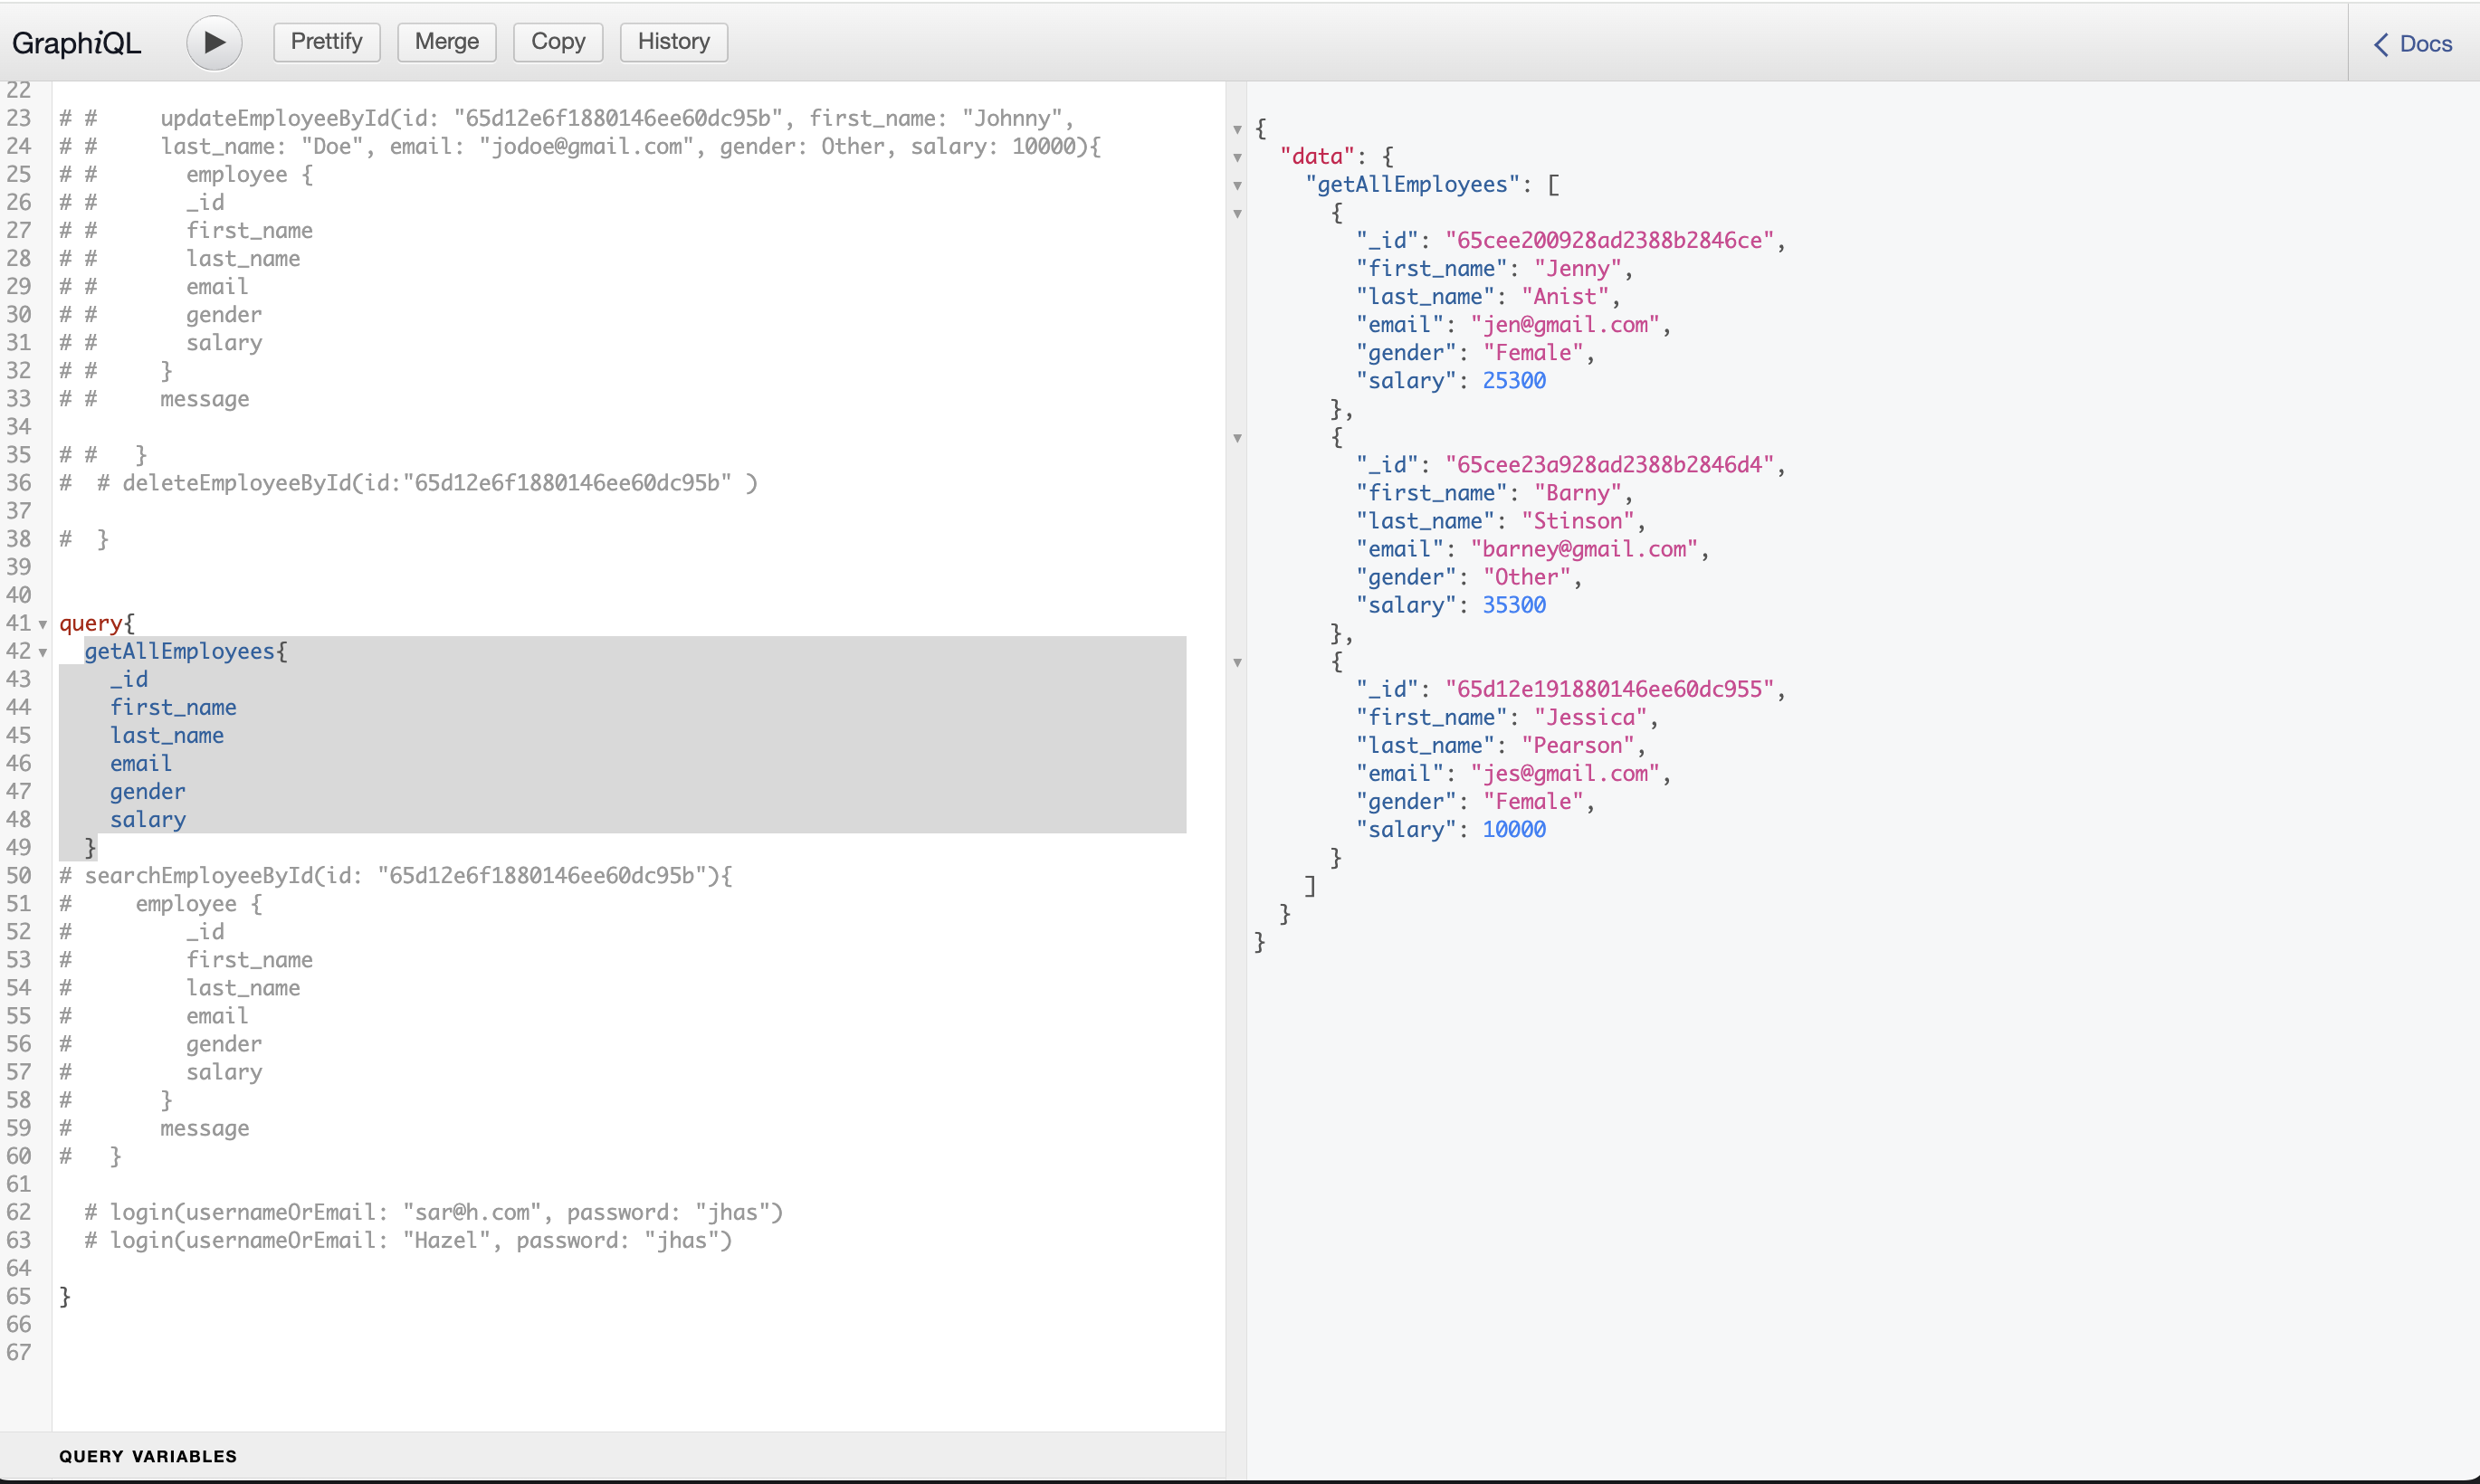 GraphiQL
Prettify
Merge
Copy
History
Docs
22
23 # #     updateEmployeeById(id: "65d12e6f1880146ee60dc95b", first_name: "Johnny",
24 # #     last_name: "Doe", email: "jodoe@gmail.com", gender: Other, salary: 10000){
25 # #       employee {
26 # #       _id
27 # #       first_name
28 # #       last_name
29 # #       email
30 # #       gender
31 # #       salary
32 # #     }
33 # #     message
34
35 # #   }
36 #  # deleteEmployeeById(id:"65d12e6f1880146ee60dc95b" )
37
38 #  }
39
40
41 query{
42   getAllEmployees{
43     _id
44     first_name
45     last_name
46     email
47     gender
48     salary
49   }
50 # searchEmployeeById(id: "65d12e6f1880146ee60dc95b"){
51 #     employee {
52 #         _id
53 #         first_name
54 #         last_name
55 #         email
56 #         gender
57 #         salary
58 #       }
59 #       message
60 #   }
61
62   # login(usernameOrEmail: "sar@h.com", password: "jhas")
63   # login(usernameOrEmail: "Hazel", password: "jhas")
64
65 }
66
67
QUERY VARIABLES
{
  "data": {
    "getAllEmployees": [
      {
        "_id": "65cee200928ad2388b2846ce",
        "first_name": "Jenny",
        "last_name": "Anist",
        "email": "jen@gmail.com",
        "gender": "Female",
        "salary": 25300
      },
      {
        "_id": "65cee23a928ad2388b2846d4",
        "first_name": "Barny",
        "last_name": "Stinson",
        "email": "barney@gmail.com",
        "gender": "Other",
        "salary": 35300
      },
      {
        "_id": "65d12e191880146ee60dc955",
        "first_name": "Jessica",
        "last_name": "Pearson",
        "email": "jes@gmail.com",
        "gender": "Female",
        "salary": 10000
      }
    ]
  }
}